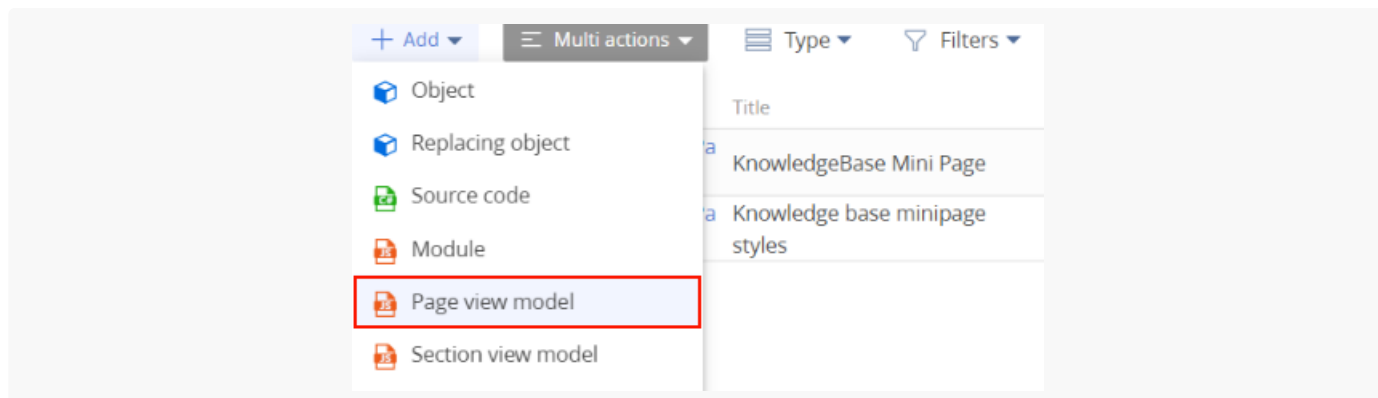 Add
Multi actions
Type
Filters
Object
Replacing object
Source code
Module
Page view model
Section view model
Title
KnowledgeBase Mini Page
Knowledge base minipage
styles